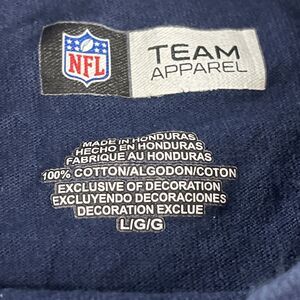 NFL
TEAM
APPAREL
MADE IN HONDURAS
HECHO EN HONDURAS
FABRIQUE AU HONDURAS
100% COTTON/ALGODON/COTON
EXCLUSIVE OF DECORATION
EXCLUYENDO DECORACIONES
DECORATION EXCLUE
L/G/G